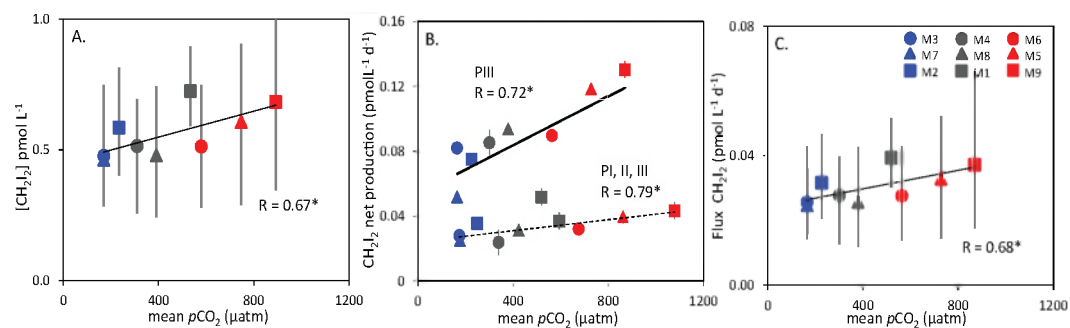 A.
[CH₂I₂] pmol L⁻¹
1.0
0.5
0.0
R = 0.67*
0
400
800
1200
mean pCO₂ (μatm)
B.
CH₂I₂ net production (pmolL⁻¹ d⁻¹)
0.16
0.12
0.08
0.04
0
PIII
R = 0.72*
PI, II, III
R = 0.79*
0
400
800
1200
mean pCO₂ (μatm)
C.
Flux CH₂I₂ (pmol L⁻¹ d⁻¹)
0.08
0.04
0.00
M3 M4 M6
M7 M8 M5
M2 M1 M9
R = 0.68*
0
400
800
1200
mean pCO₂ (μatm)